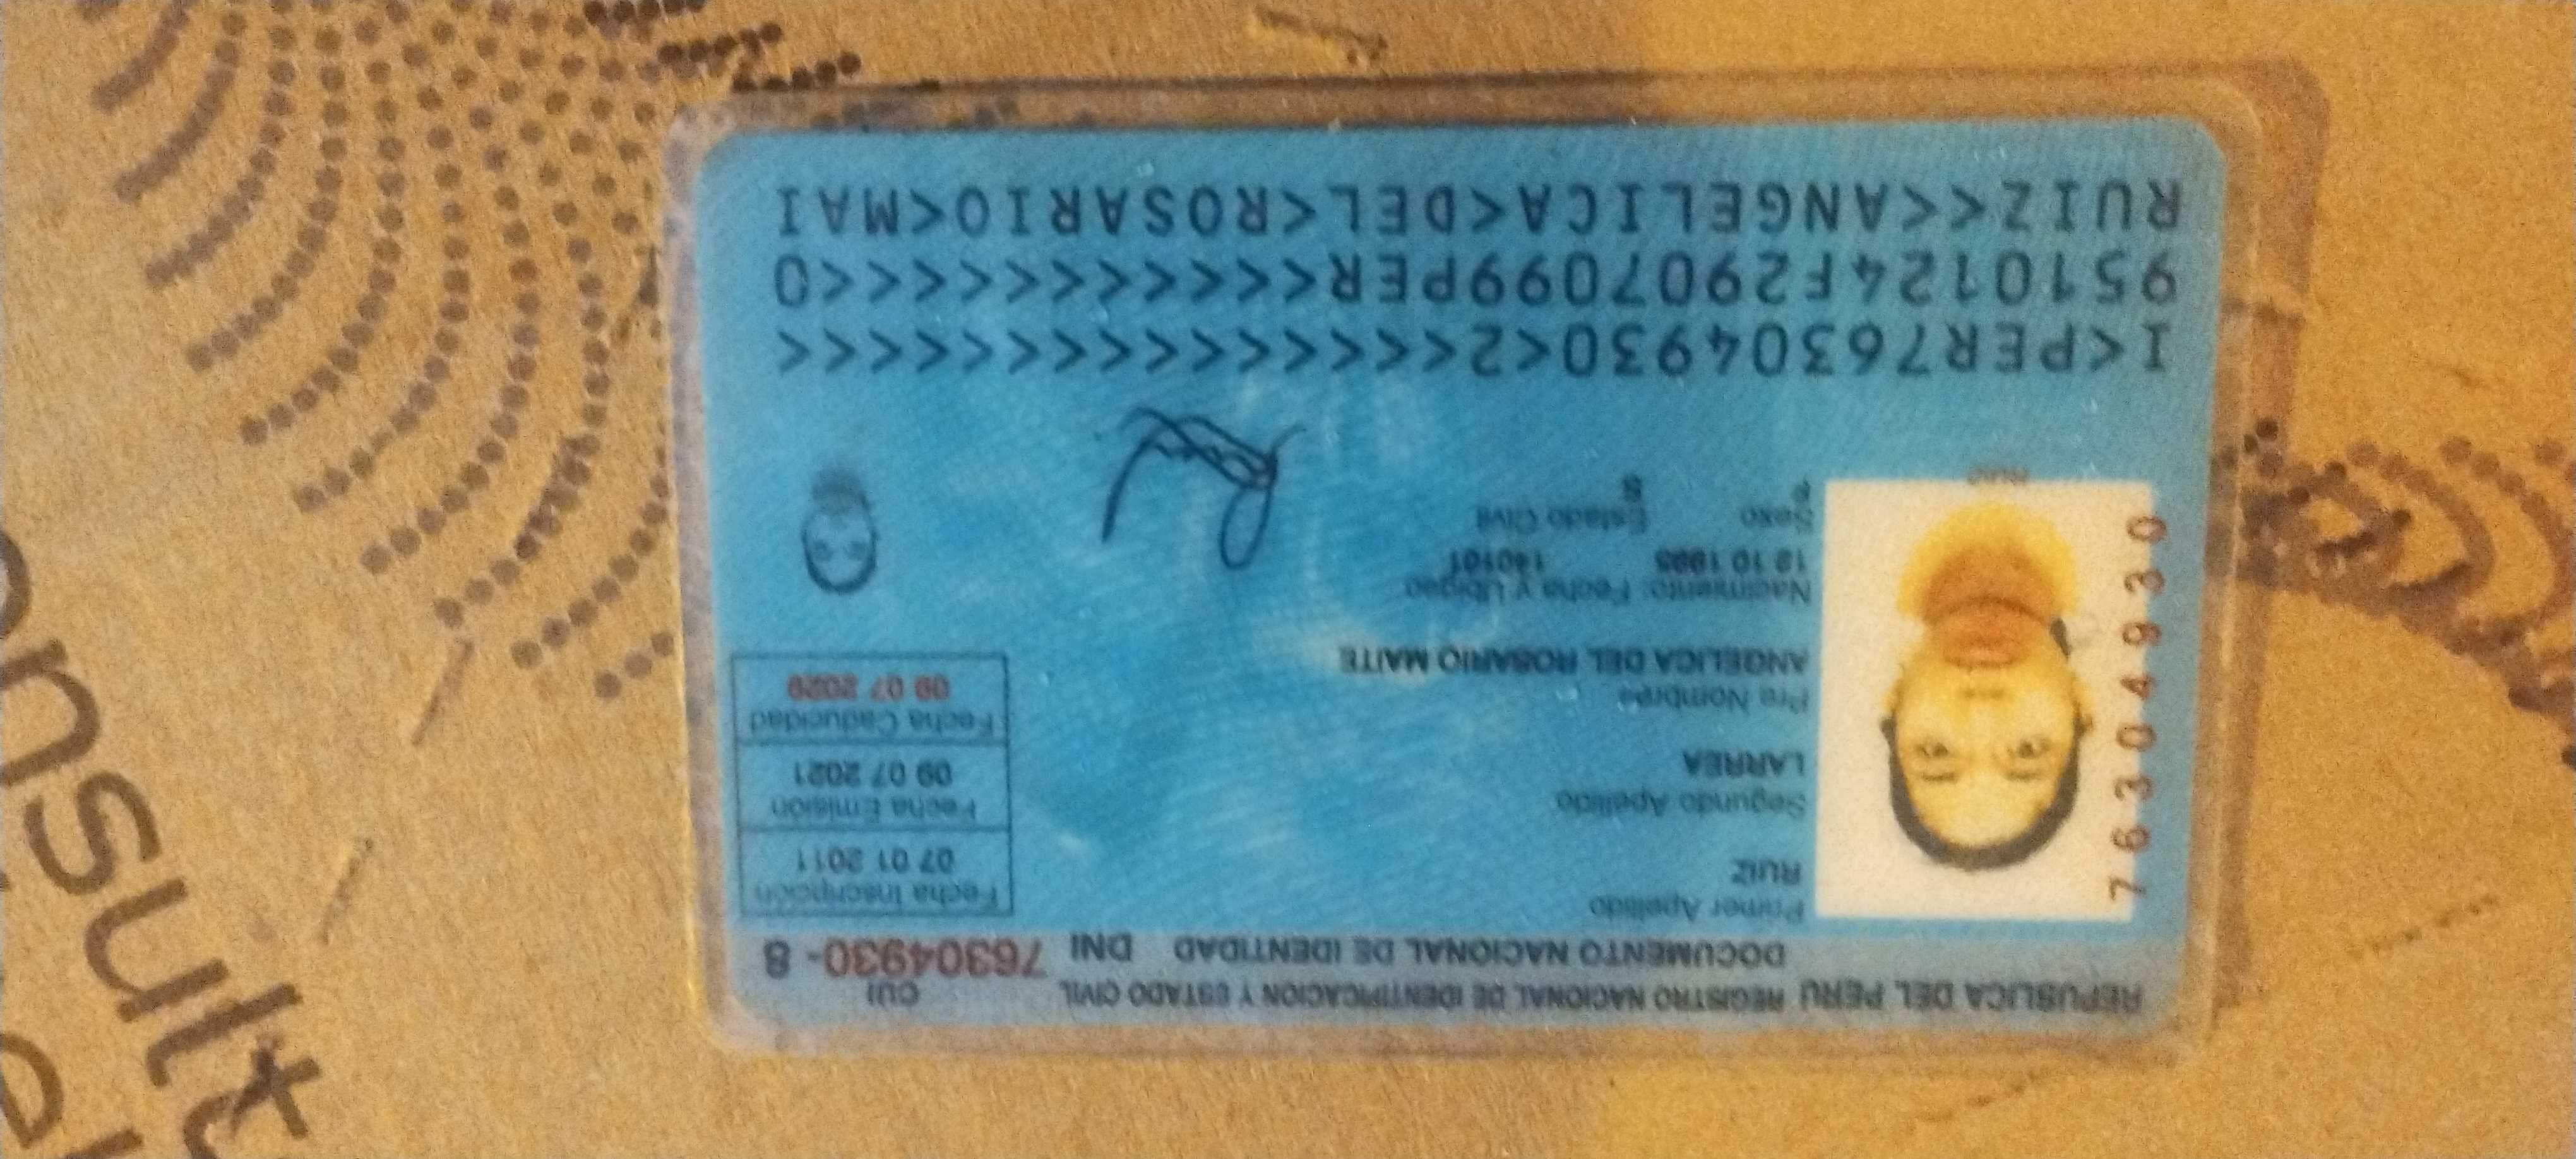 REPUBLICA DEL PERU REGISTRO NACIONAL DE IDENTIFICACION Y ESTADO CIVIL
CUI
DOCUMENTO NACIONAL DE IDENTIDAD DNI 76304930-8
Primer Apellido
RUIZ
Segundo Apellido
LARREA
Pre Nombres
ANGELICA DEL ROSARIO MAITE
Nacimiento: Fecha y Ubigeo
12 10 1995 140101
Sexo Estado Civil
F S
Fecha Inscripción
07 01 2011
Fecha Emisión
09 07 2021
Fecha Caducidad
09 07 2029
76304930
I<PER76304930<2<<<<<<<<<<<<<<<
9510124F2907099PER<<<<<<<<<<<0
RUIZ<<ANGELICA<DEL<ROSARIO<MAI